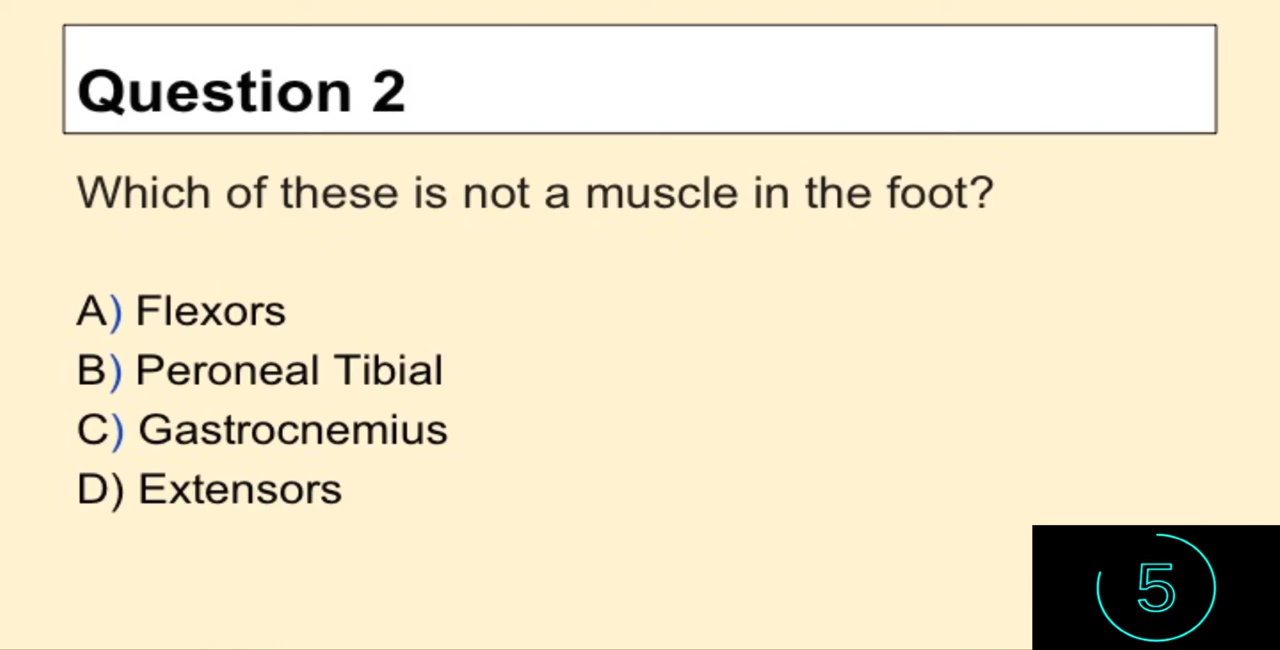 Question 2
Which of these is not a muscle in the foot?
A) Flexors
B) Peroneal Tibial
C) Gastrocnemius
D) Extensors
5